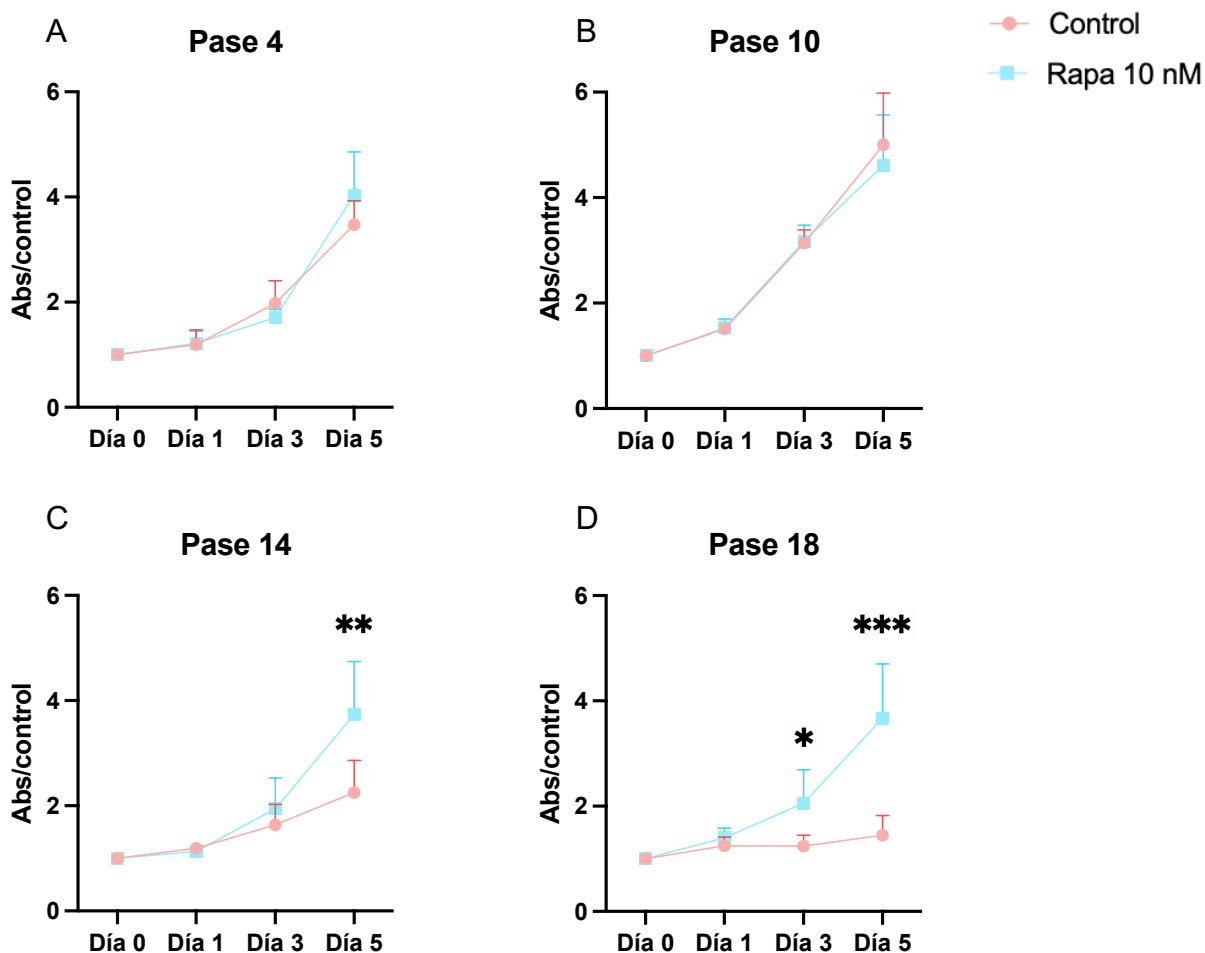 A
Pase 4
Abs/control
6
4
2
0
Día 0 Día 1 Día 3 Dia 5
B
Pase 10
Abs/control
6
4
2
0
Día 0 Día 1 Día 3 Día 5
Control
Rapa 10 nM
C
Pase 14
Abs/control
6
4
2
0
**
Día 0 Día 1 Día 3 Día 5
D
Pase 18
Abs/control
6
4
2
0
*
***
Día 0 Día 1 Día 3 Día 5